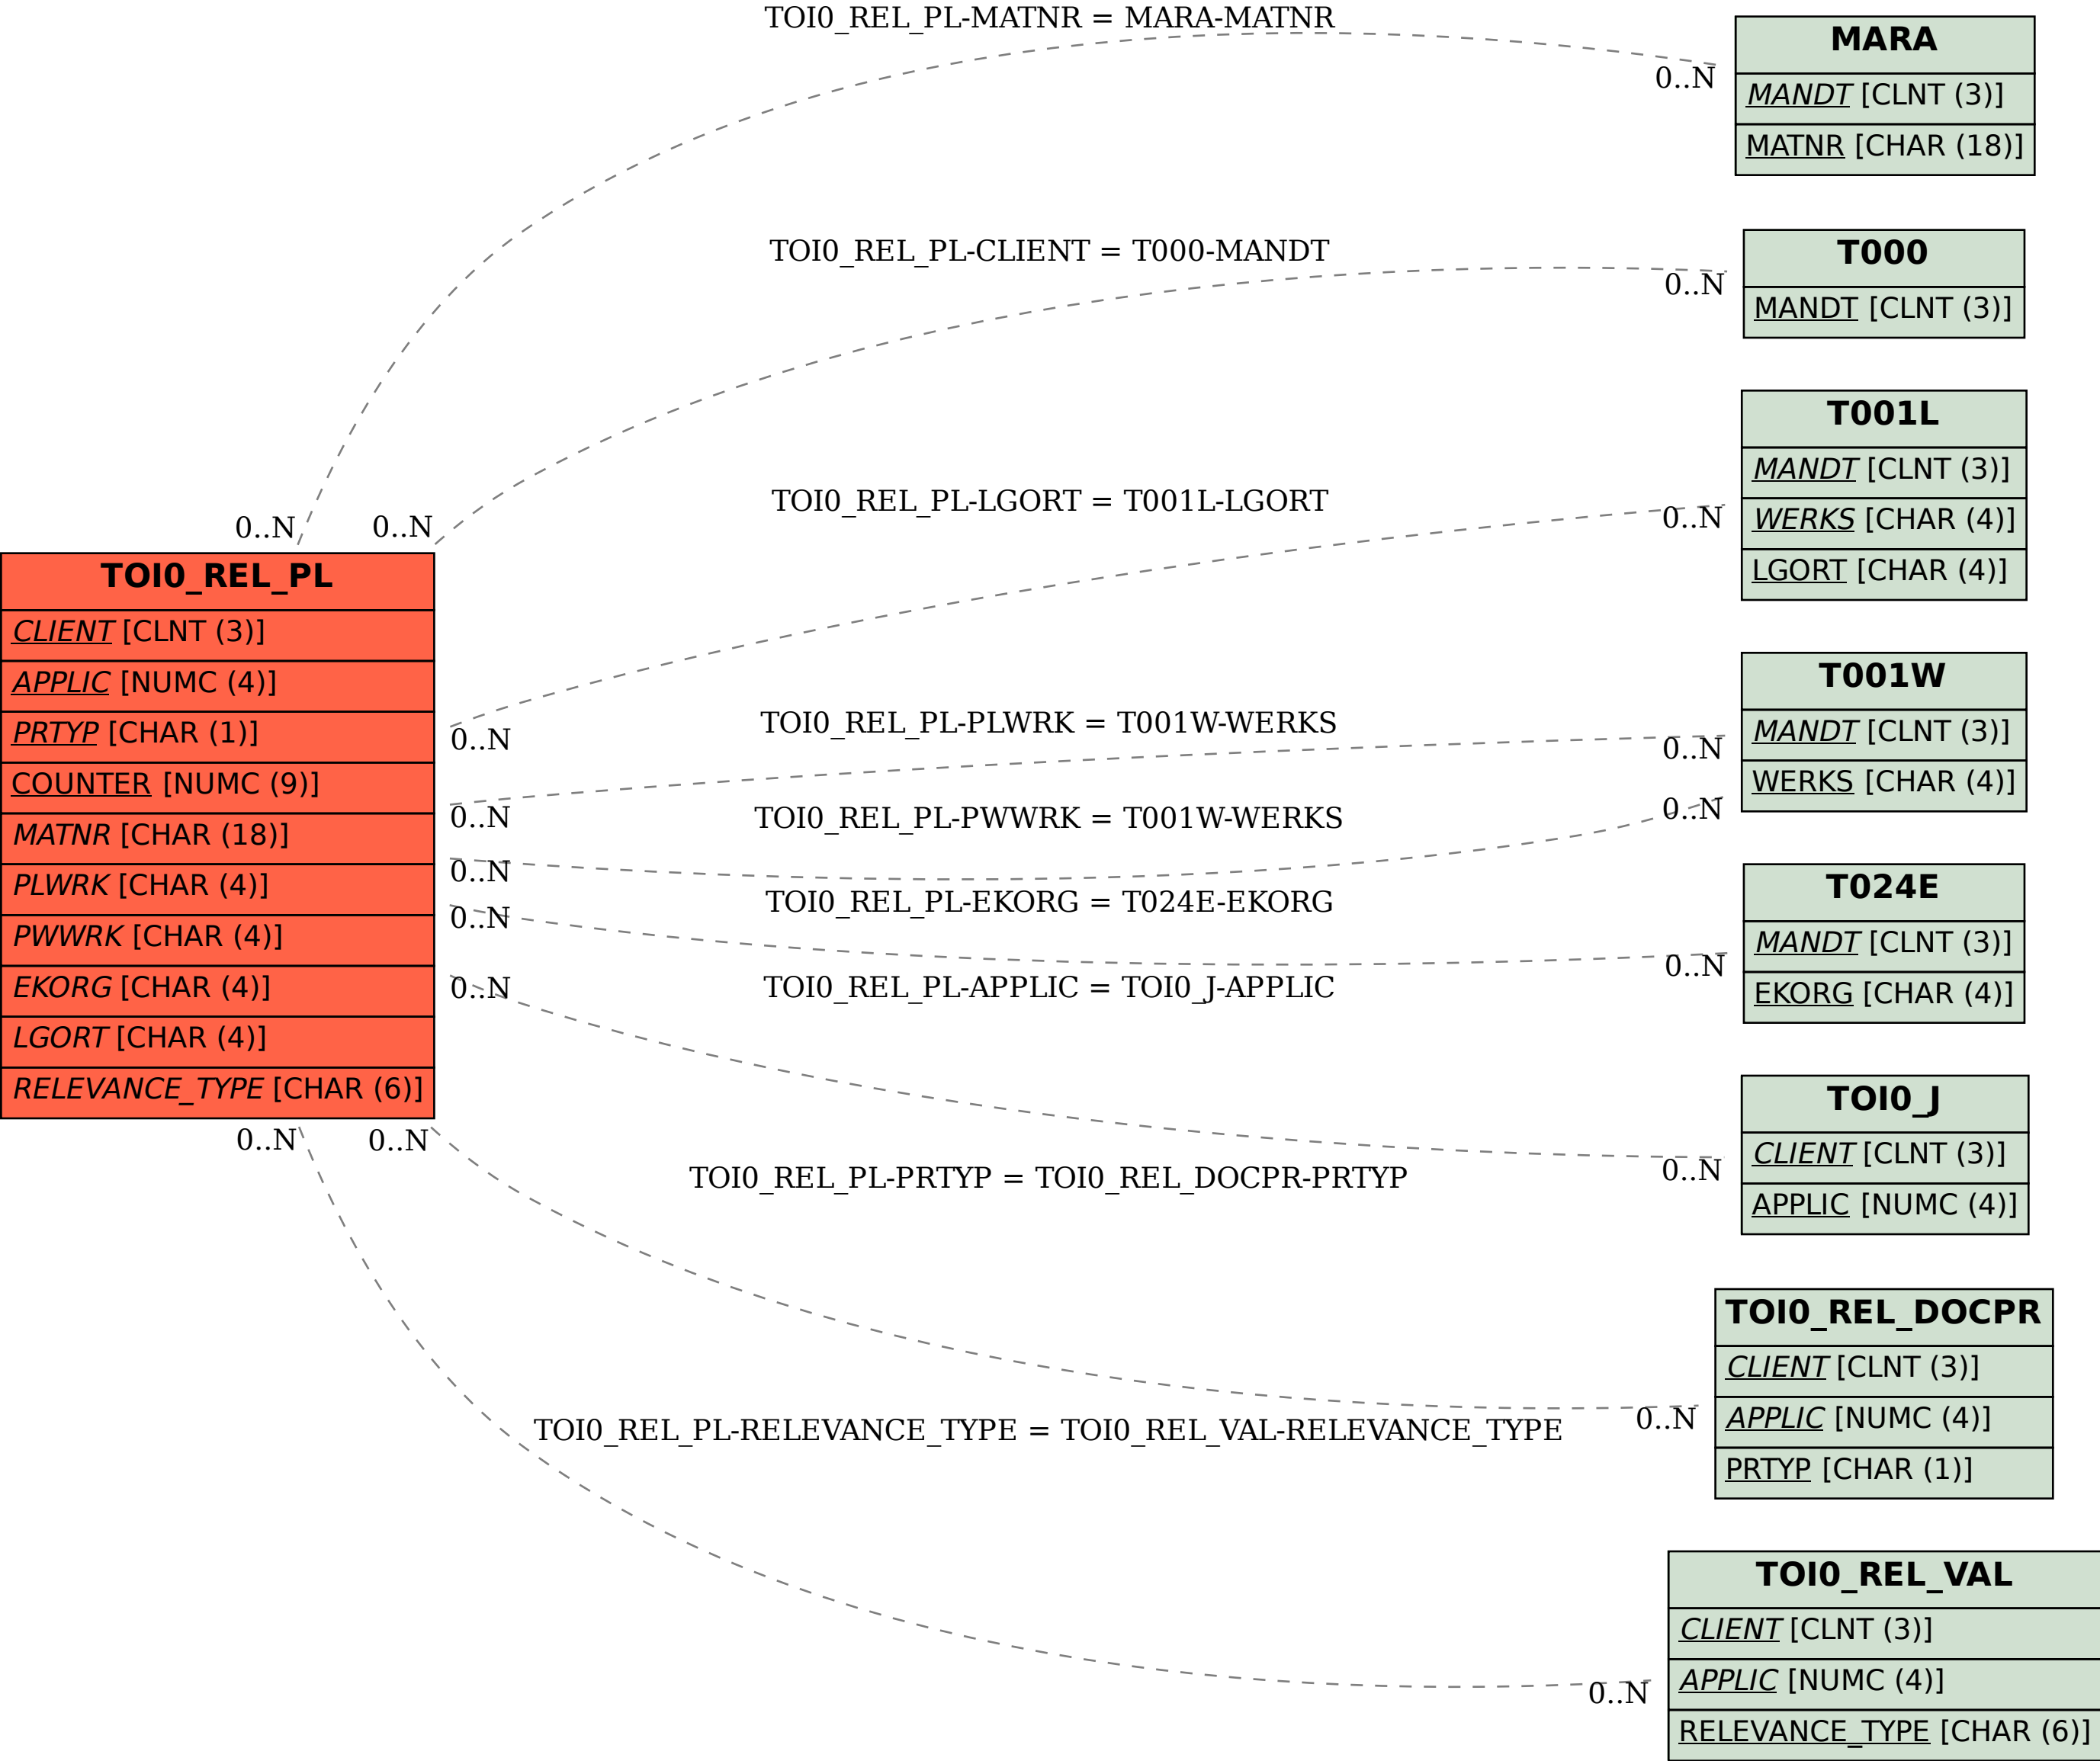 TOI0_REL_PL-MATNR = MARA-MATNR
0..N
MARA
MANDT [CLNT (3)]
MATNR [CHAR (18)]
TOI0_REL_PL-CLIENT = T000-MANDT
0..N
T000
MANDT [CLNT (3)]
TOI0_REL_PL-LGORT = T001L-LGORT
0..N
T001L
MANDT [CLNT (3)]
WERKS [CHAR (4)]
LGORT [CHAR (4)]
0..N
0..N
TOI0_REL_PL
CLIENT [CLNT (3)]
APPLIC [NUMC (4)]
PRTYP [CHAR (1)]
COUNTER [NUMC (9)]
MATNR [CHAR (18)]
PLWRK [CHAR (4)]
PWWRK [CHAR (4)]
EKORG [CHAR (4)]
LGORT [CHAR (4)]
RELEVANCE_TYPE [CHAR (6)]
0..N
0..N
0..N
0..N
0..N
0..N
0..N
TOI0_REL_PL-PLWRK = T001W-WERKS
0..N
TOI0_REL_PL-PWWRK = T001W-WERKS
0..N
T001W
MANDT [CLNT (3)]
WERKS [CHAR (4)]
TOI0_REL_PL-EKORG = T024E-EKORG
0..N
T024E
MANDT [CLNT (3)]
EKORG [CHAR (4)]
TOI0_REL_PL-APPLIC = TOI0_J-APPLIC
0..N
TOI0_J
CLIENT [CLNT (3)]
APPLIC [NUMC (4)]
TOI0_REL_PL-PRTYP = TOI0_REL_DOCPR-PRTYP
0..N
TOI0_REL_DOCPR
CLIENT [CLNT (3)]
APPLIC [NUMC (4)]
PRTYP [CHAR (1)]
TOI0_REL_PL-RELEVANCE_TYPE = TOI0_REL_VAL-RELEVANCE_TYPE
0..N
TOI0_REL_VAL
CLIENT [CLNT (3)]
APPLIC [NUMC (4)]
RELEVANCE_TYPE [CHAR (6)]